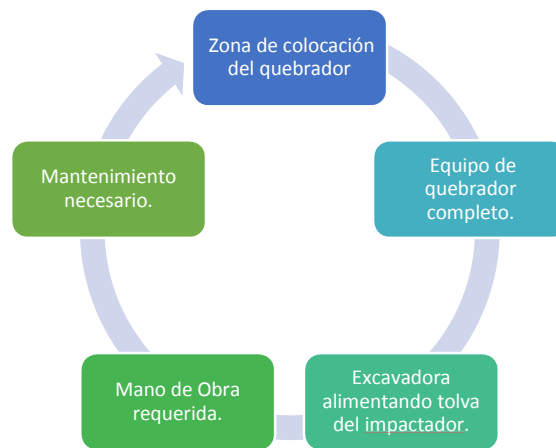 Zona de colocación
del quebrador
Equipo de
quebrador
completo.
Excavadora
alimentando tolva
del impactador.
Mano de Obra
requerida.
Mantenimiento
necesario.